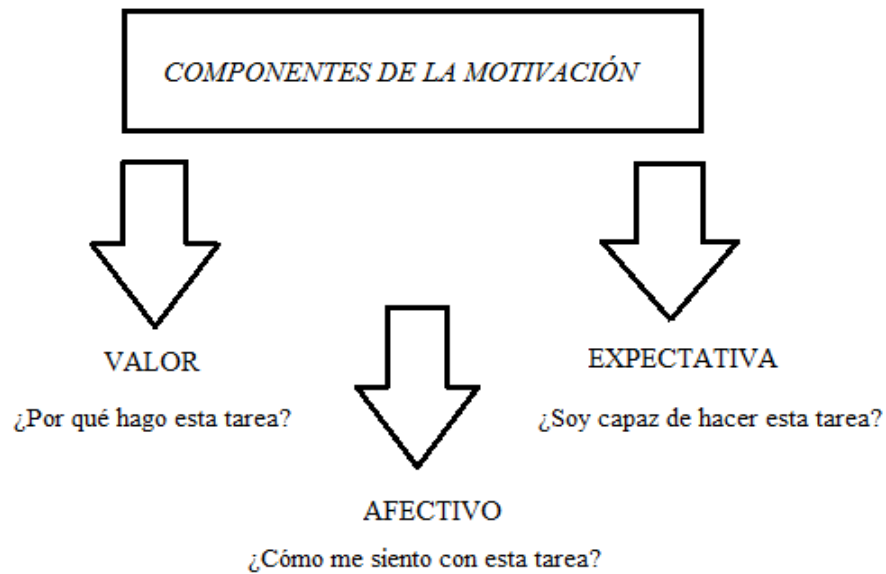 COMPONENTES DE LA MOTIVACIÓN
VALOR
¿Por qué hago esta tarea?
EXPECTATIVA
¿Soy capaz de hacer esta tarea?
AFECTIVO
¿Cómo me siento con esta tarea?